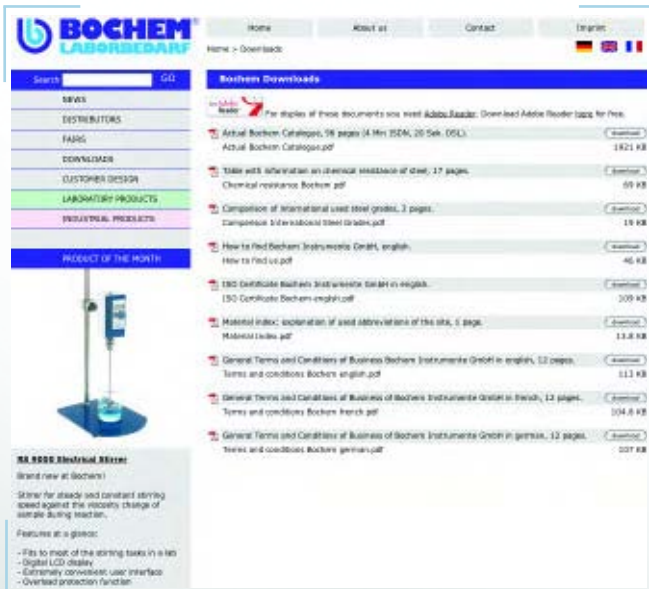 BOCHEM®
LABORBEDARF
Home About us Contact Imprint
Home > Downloads
Search GO
NEWS
DISTRIBUTORS
FAIRS
DOWNLOADS
CUSTOMER DESIGN
LABORATORY PRODUCTS
INDUSTRIAL PRODUCTS
PRODUCT OF THE MONTH
RX 9000 Electrical Stirrer
Brand new at Bochem!
Stirrer for steady and constant stirring
speed against the viscosity change of
sample during reaction.
Features at a glance:
- Fits to most of the stirring tasks in a lab
- Digital LCD display
- Extremely convenient user interface
- Overload protection function
Bochem Downloads
Adobe
Reader
For display of these documents you need Adobe Reader. Download Adobe Reader here for free.
Actual Bochem Catalogue, 96 pages (4 Min ISDN, 20 Sek. DSL). download
Actual Bochem Catalogue.pdf 1821 KB
Table with information on chemical resistance of steel, 17 pages. download
Chemical resistance Bochem.pdf 69 KB
Comparison of international used steel grades, 2 pages. download
Comparison International Steel Grades.pdf 19 KB
How to find Bochem Instrumente GmbH, english. download
How to find us.pdf 46 KB
ISO Certificate Bochem Instrumente GmbH in english. download
ISO Certificate Bochem english.pdf 109 KB
Material index: explanation of used abbreviations of the site, 1 page. download
Material Index.pdf 13.8 KB
General Terms and Conditions of Business Bochem Instrumente GmbH in english, 12 pages. download
Terms and conditions Bochem english.pdf 113 KB
General Terms and Conditions of Business of Bochem Instrumente GmbH in french, 12 pages. download
Terms and conditions Bochem french.pdf 104.8 KB
General Terms and Conditions of Business of Bochem Instrumente GmbH in german, 12 pages. download
Terms and conditions Bochem german.pdf KB